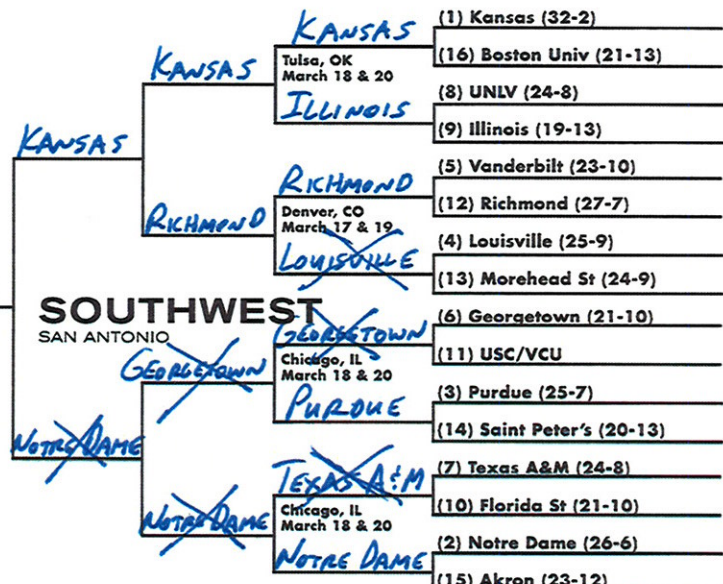 KANSAS
(1) Kansas (32-2)
(16) Boston Univ (21-13)
Tulsa, OK
March 18 & 20
KANSAS
ILLINOIS
(8) UNLV (24-8)
(9) Illinois (19-13)
KANSAS
RICHMOND
(5) Vanderbilt (23-10)
(12) Richmond (27-7)
Denver, CO
March 17 & 19
RICHMOND
LOUISVILLE
(4) Louisville (25-9)
(13) Morehead St (24-9)
SOUTHWEST
SAN ANTONIO
GEORGETOWN
(6) Georgetown (21-10)
(11) USC/VCU
Chicago, IL
March 18 & 20
GEORGETOWN
PURDUE
(3) Purdue (25-7)
(14) Saint Peter's (20-13)
NOTRE DAME
TEXAS A&M
(7) Texas A&M (24-8)
(10) Florida St (21-10)
Chicago, IL
March 18 & 20
NOTRE DAME
NOTRE DAME
(2) Notre Dame (26-6)
(15) Akron (23-12)